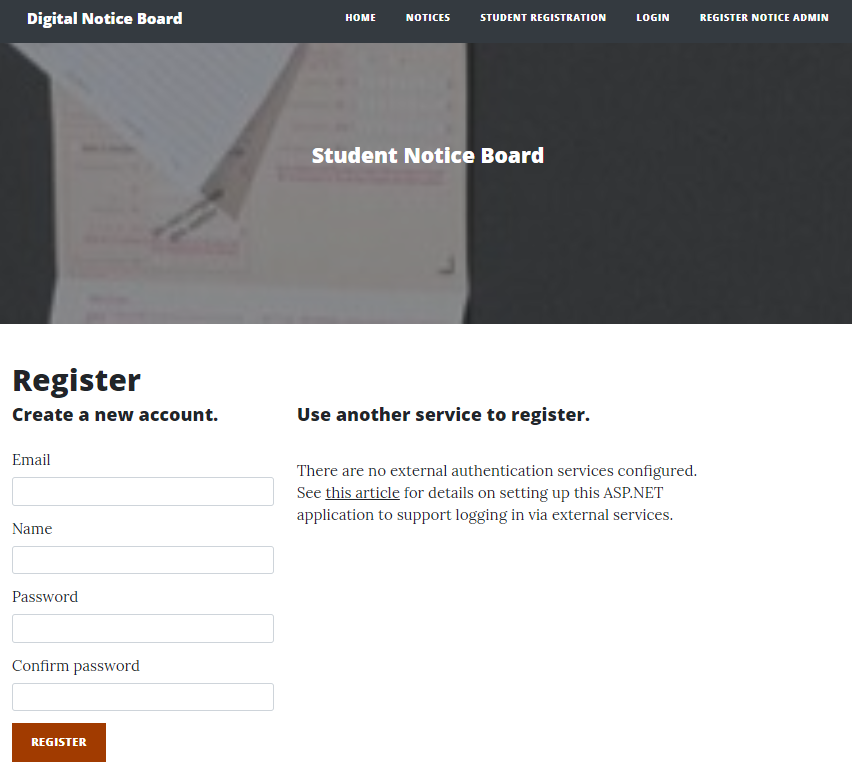 Digital Notice Board
HOME NOTICES STUDENT REGISTRATION LOGIN REGISTER NOTICE ADMIN
Student Notice Board
Register
Create a new account.
Email
Name
Password
Confirm password
REGISTER
Use another service to register.
There are no external authentication services configured.
See this article for details on setting up this ASP.NET
application to support logging in via external services.